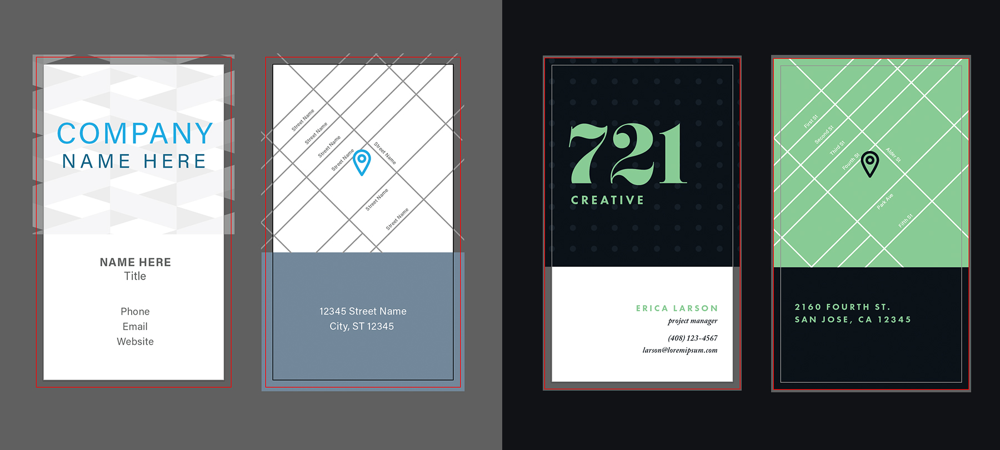 COMPANY
NAME HERE
NAME HERE
Title
Phone
Email
Website
Street Name
Street Name
Street Name
Street Name
Street Name
Street Name
Street Name
12345 Street Name
City, ST 12345
721
CREATIVE
ERICA LARSON
project manager
(408) 123-4567
larson@loremipsum.com
First St
Second St
Third St
Fourth St
Alder St
Park Ave
Fifth St
2160 FOURTH ST.
SAN JOSE, CA 12345